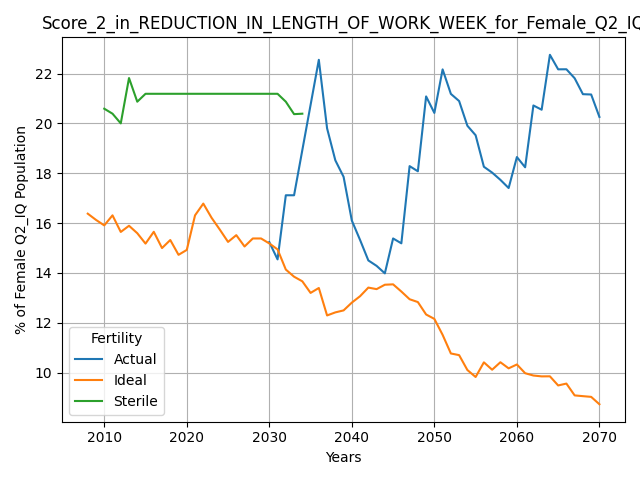 Score_2_in_REDUCTION_IN_LENGTH_OF_WORK_WEEK_for_Female_Q2_IQ
% of Female Q2_IQ Population
22
20
18
16
14
12
10
Fertility
Actual
Ideal
Sterile
2010 2020 2030 2040 2050 2060 2070
Years